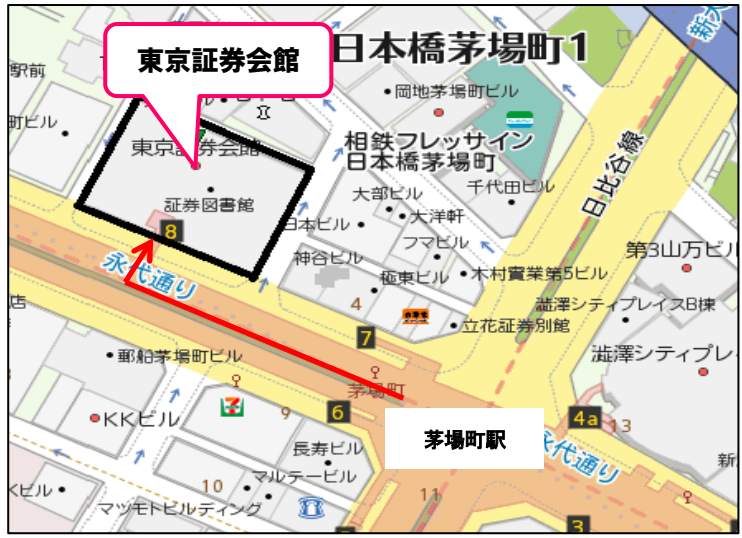 東京証券会館
日本橋茅場町1
新大
駅前
岡地茅場町ビル
町ビル
東京証券会館
相鉄フレッサイン
日本橋茅場町
日比谷線
証券図書館
大部ビル
千代田ビル
大洋軒
日本ビル
フマビル
8
神谷ビル
極東ビル
木村實業第5ビル
第3山万ビル
永代通り
4
澁澤シティプレイスB棟
立花証券別館
店
7
郵船茅場町ビル
澁澤シティプレ
茅場町
KKビル
9
6
茅場町駅
4a
13
長寿ビル
永代通り
新
マルテービル
Kビル
10
11
マツモトビルディング
3